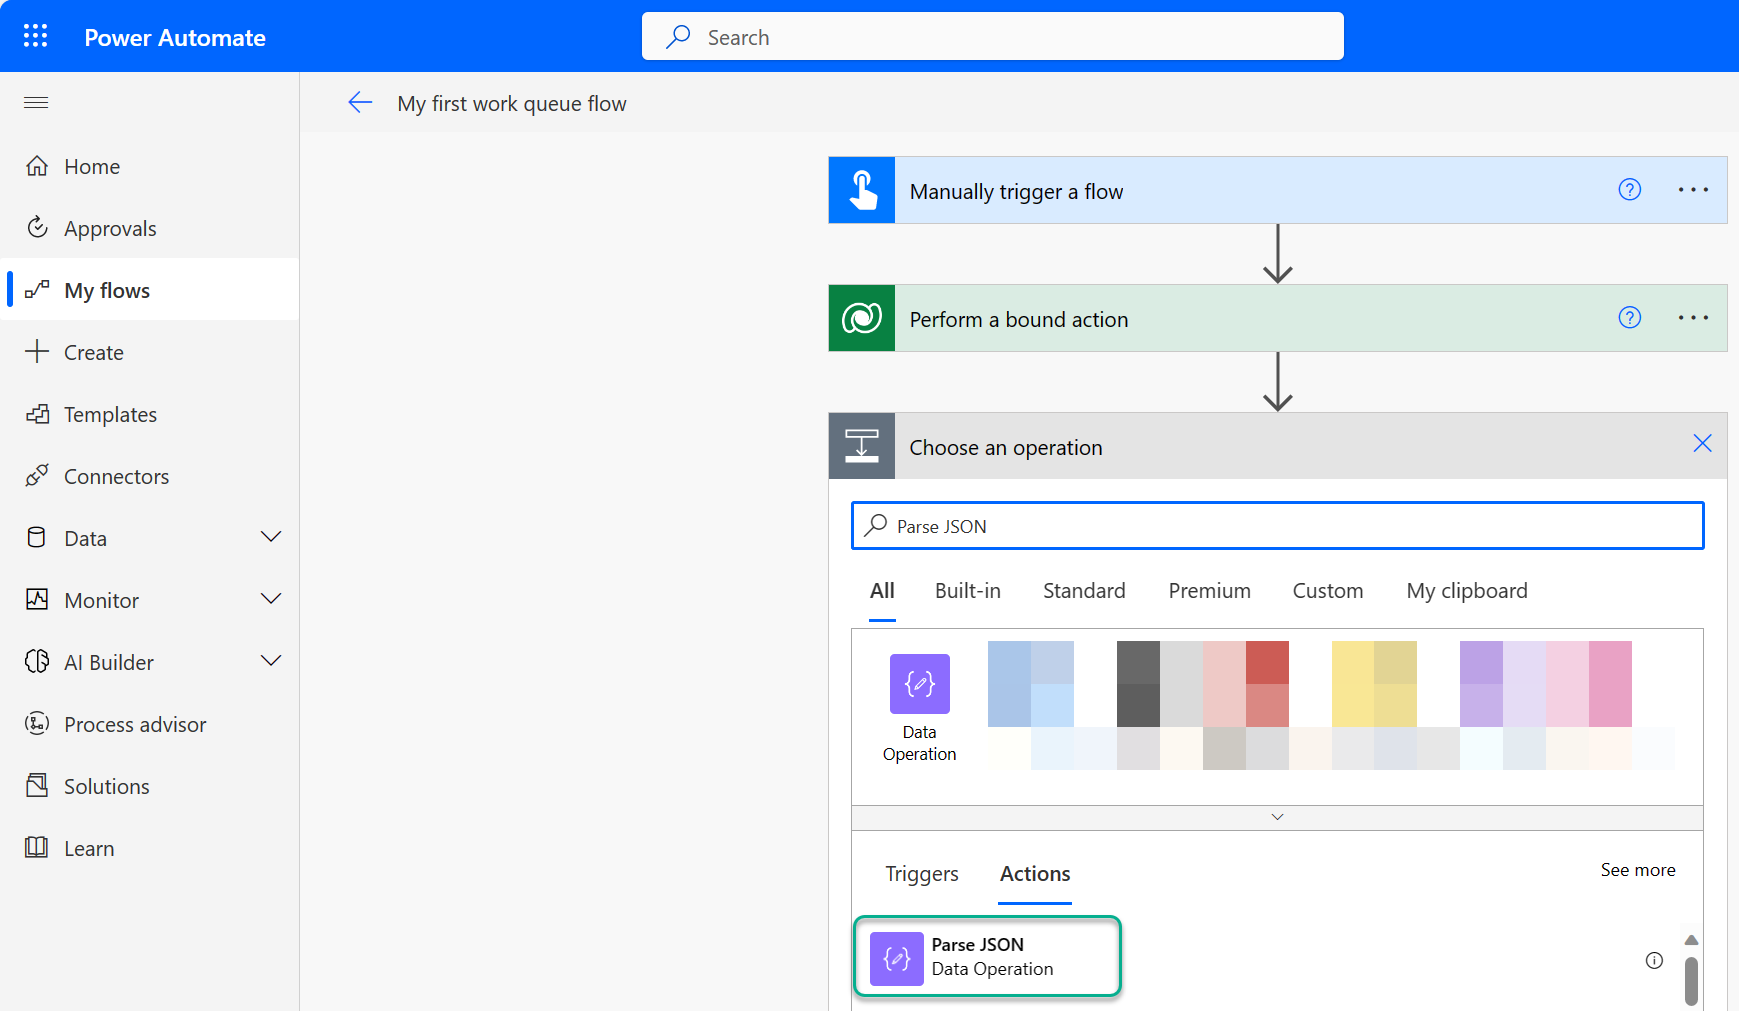 Power Automate
Search
My first work queue flow
Home
Approvals
My flows
Create
Templates
Connectors
Data
Monitor
AI Builder
Process advisor
Solutions
Learn
Manually trigger a flow
Perform a bound action
Choose an operation
Parse JSON
All Built-in Standard Premium Custom My clipboard
Data
Operation
Triggers Actions See more
Parse JSON
Data Operation